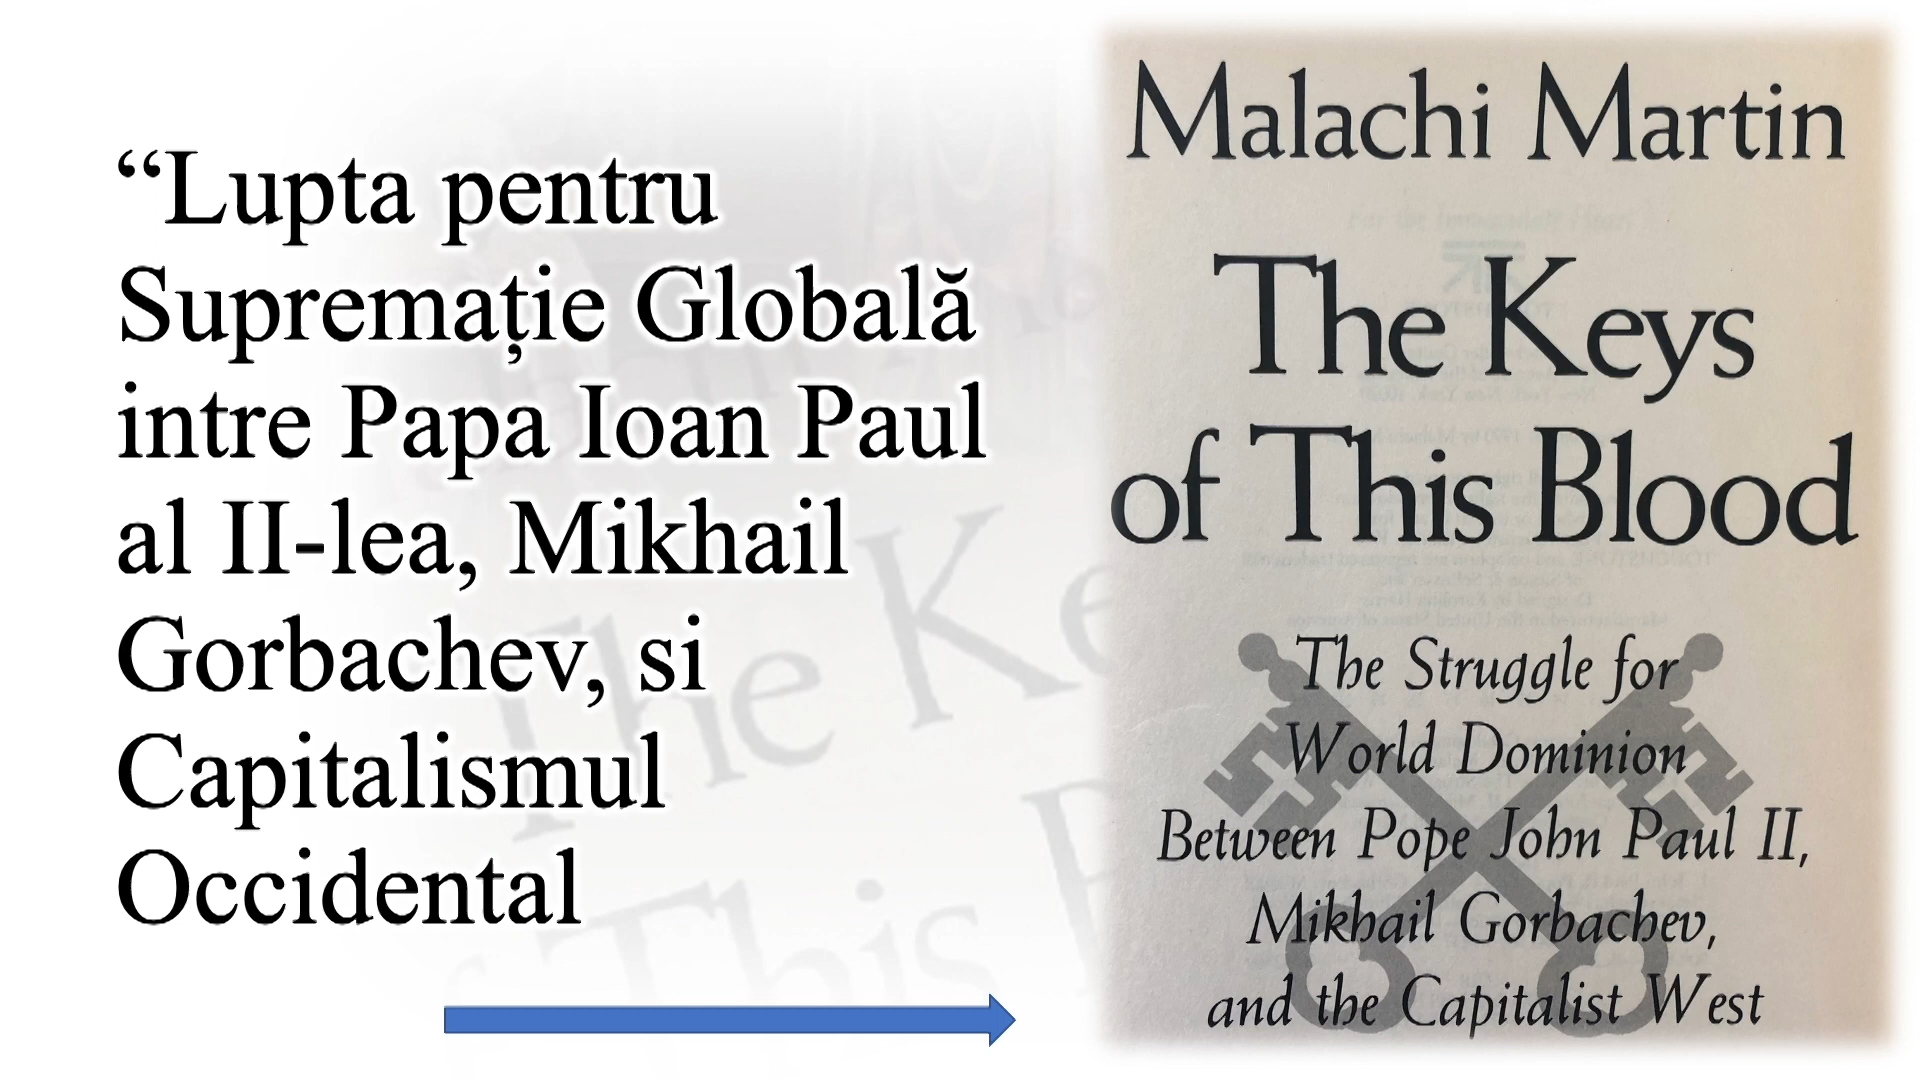 “Lupta pentru
Supremație Globală
intre Papa Ioan Paul
al II-lea, Mikhail
Gorbachev, si
Capitalismul
Occidental
Malachi Martin
The Keys
of This Blood
The Struggle for
World Dominion
Between Pope John Paul II,
Mikhail Gorbachev,
and the Capitalist West